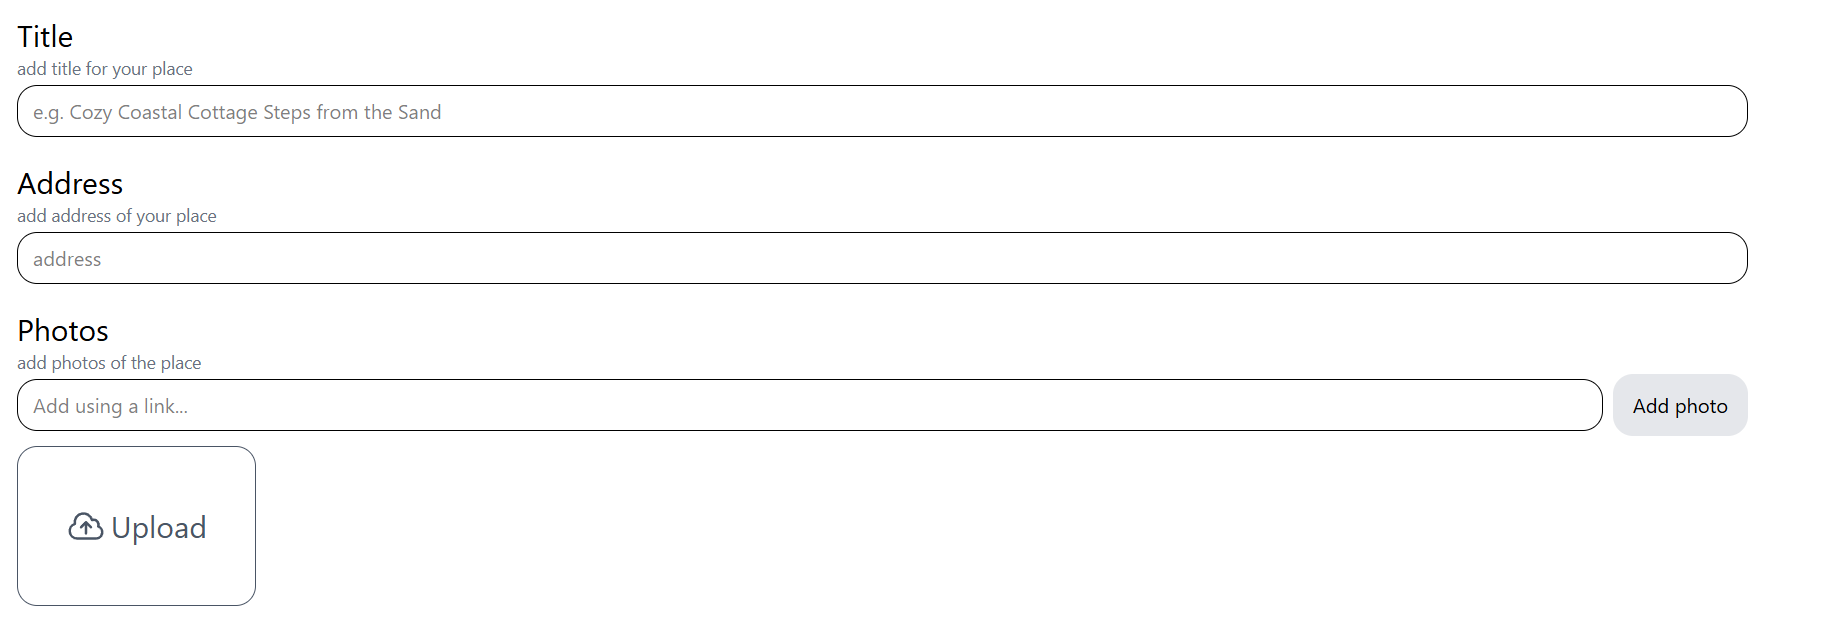 Title
add title for your place
e.g. Cozy Coastal Cottage Steps from the Sand
Address
add address of your place
address
Photos
add photos of the place
Add using a link...
Add photo
Upload